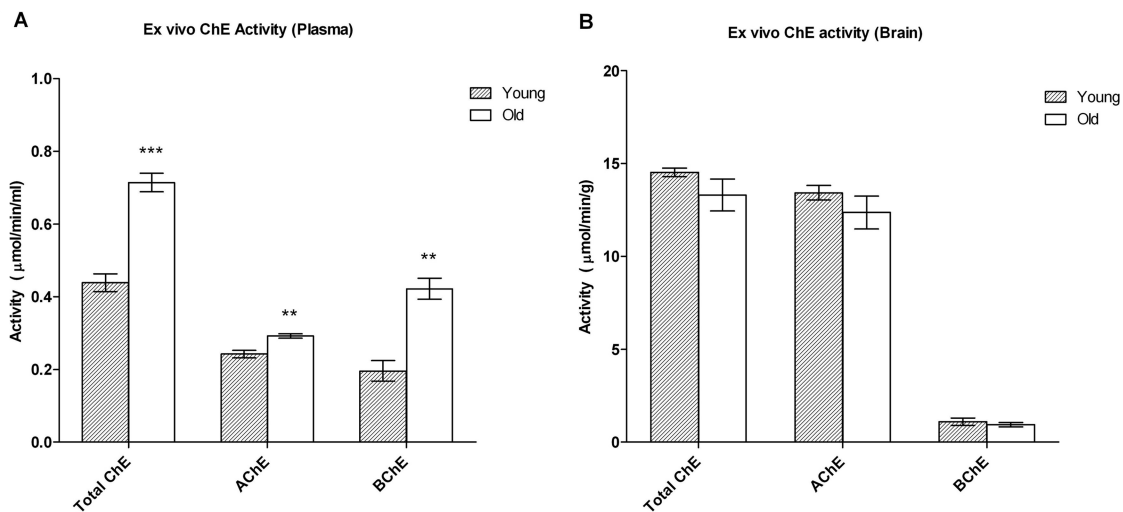 A
Ex vivo ChE Activity (Plasma)
Activity ( μmol/min/ml)
1.0
0.8
0.6
0.4
0.2
0.0
Young
Old
***
**
**
Total ChE
AChE
BChE
B
Ex vivo ChE activity (Brain)
Activity ( μmol/min/g)
20
15
10
5
0
Young
Old
Total ChE
AChE
BChE